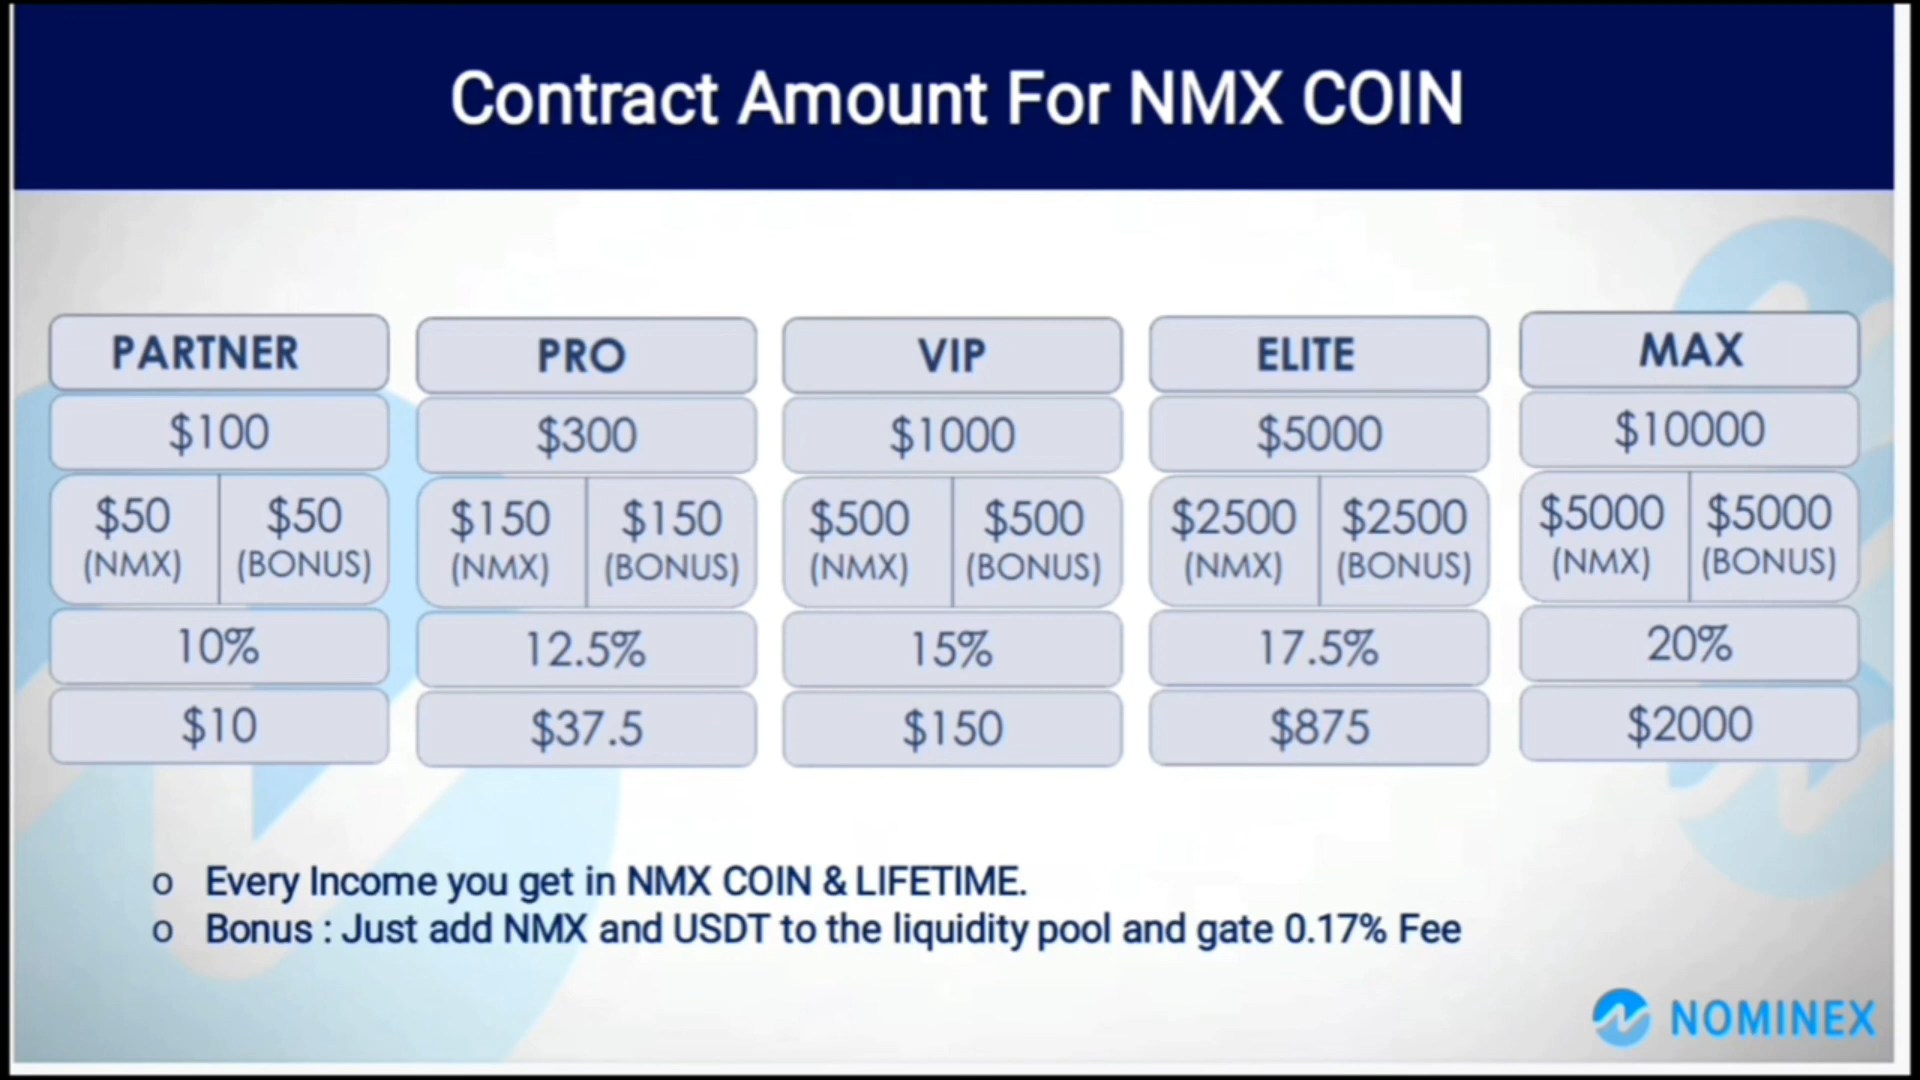 Contract Amount For NMX COIN
PARTNER PRO VIP ELITE MAX
$100 $300 $1000 $5000 $10000
$50 $50 $150 $150 $500 $500 $2500 $2500 $5000 $5000
(NMX) (BONUS) (NMX) (BONUS) (NMX) (BONUS) (NMX) (BONUS) (NMX) (BONUS)
10% 12.5% 15% 17.5% 20%
$10 $37.5 $150 $875 $2000
o Every Income you get in NMX COIN & LIFETIME.
o Bonus : Just add NMX and USDT to the liquidity pool and gate 0.17% Fee
NOMINEX